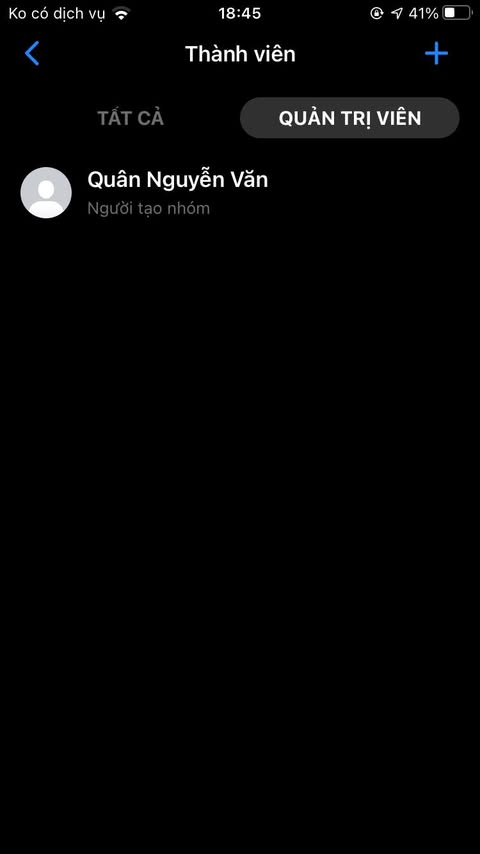 Ko có dịch vụ 18:45 41%
Thành viên
TẤT CẢ QUẢN TRỊ VIÊN
Quân Nguyễn Văn
Người tạo nhóm